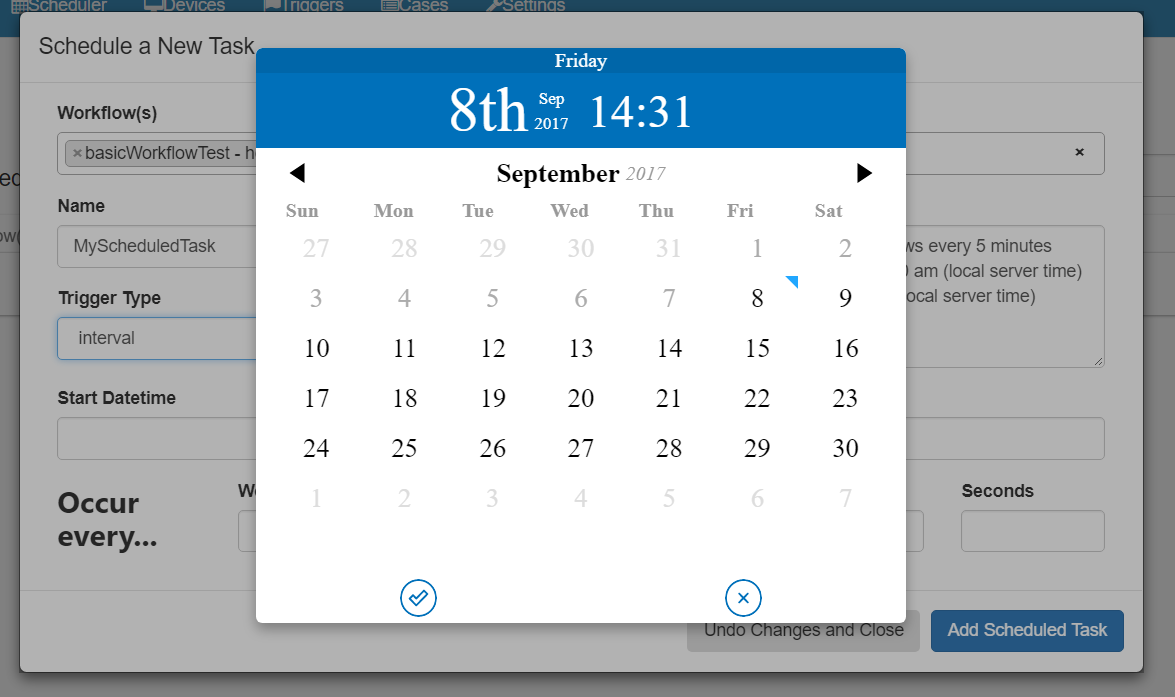 Scheduler Devices Triggers Cases Settings
Schedule a New Task
Friday
8th Sep 2017 14:31
Workflow(s)
× basicWorkflowTest - ×
September 2017
Sun Mon Tue Wed Thu Fri Sat
Name
27 28 29 30 31 1 2
MyScheduledTask
every 5 minutes
am (local server time)
server time)
3 4 5 6 7 8 9
Trigger Type
interval
10 11 12 13 14 15 16
Start Datetime
17 18 19 20 21 22 23
24 25 26 27 28 29 30
Occur
every...
Seconds
1 2 3 4 5 6 7
Undo Changes and Close Add Scheduled Task